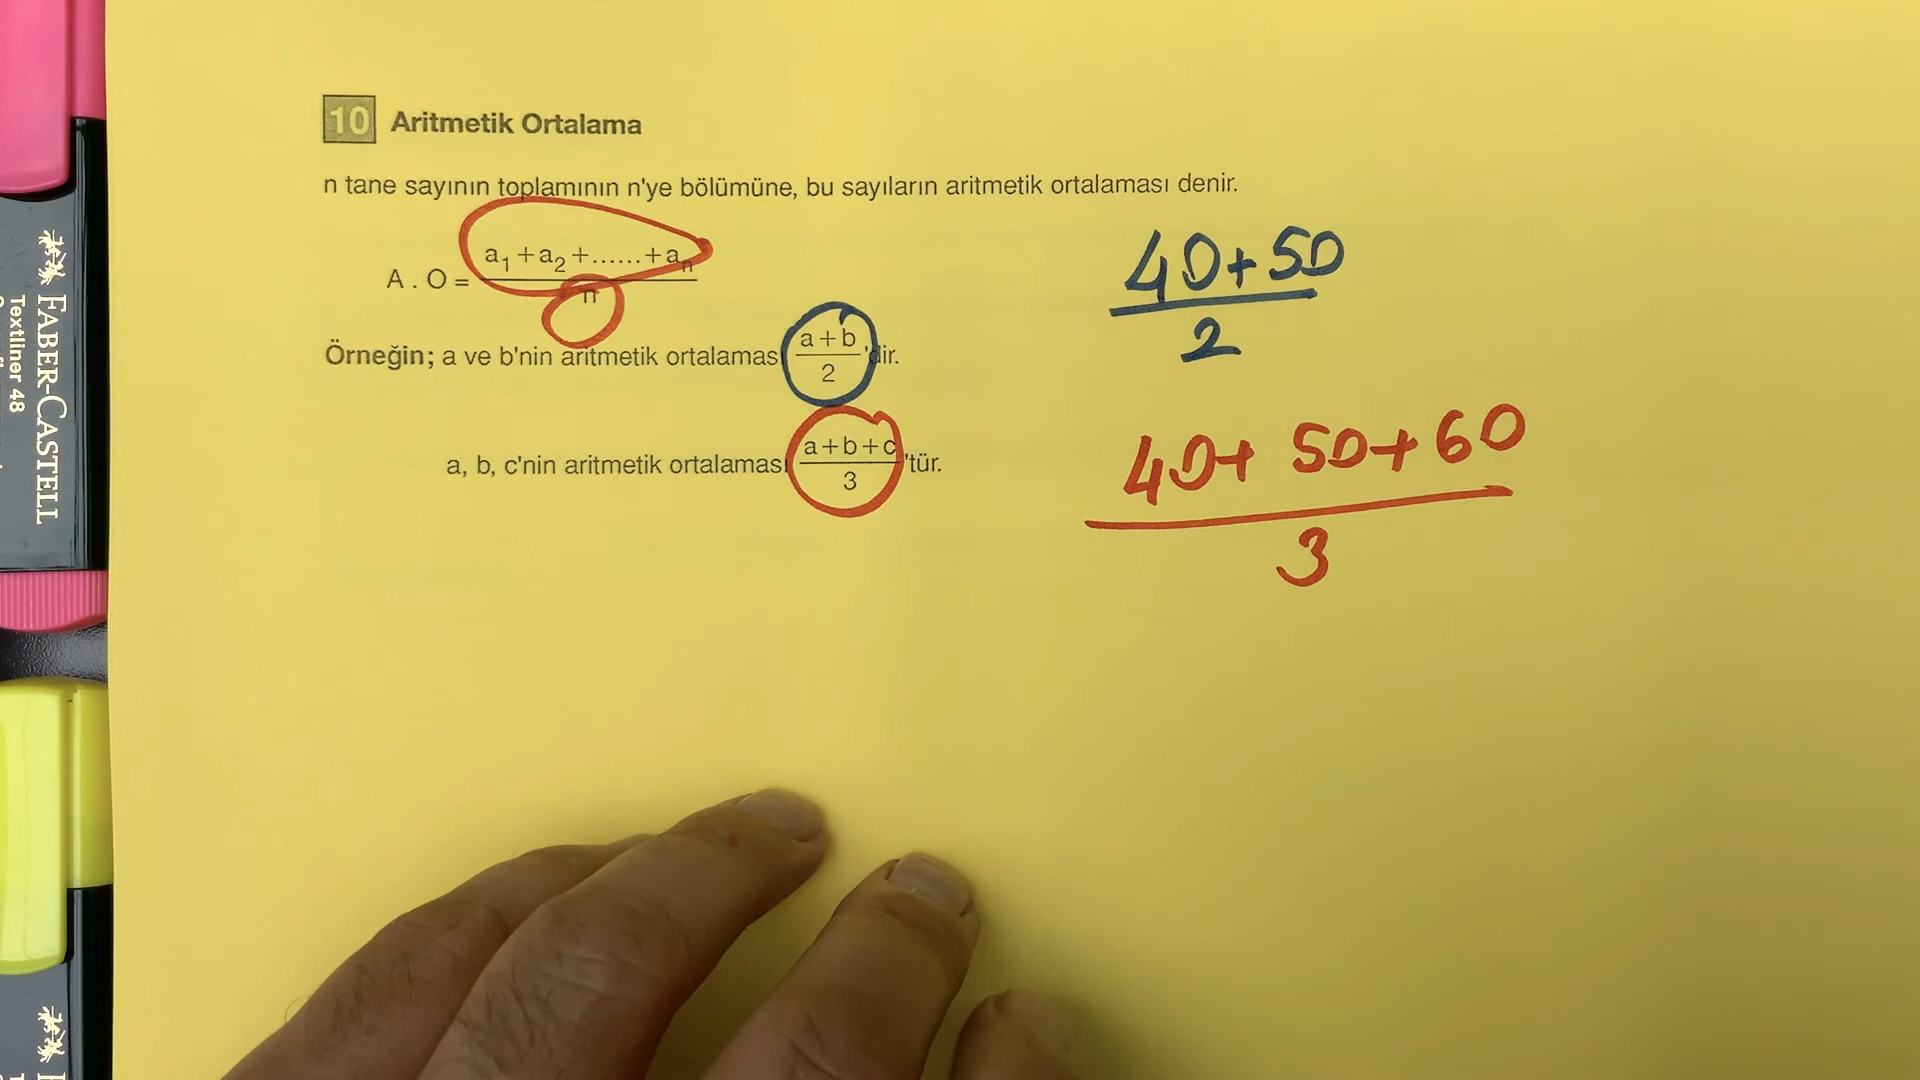 10 Aritmetik Ortalama
n tane sayının toplamının n'ye bölümüne, bu sayıların aritmetik ortalaması denir.
A . O = a₁ + a₂ + ...... + aₙ / n
Örneğin; a ve b'nin aritmetik ortalaması a + b / 2 'dir.
a, b, c'nin aritmetik ortalaması a + b + c / 3 'tür.
40 + 50
2
40 + 50 + 60
3
FABER-CASTELL
Textliner 48